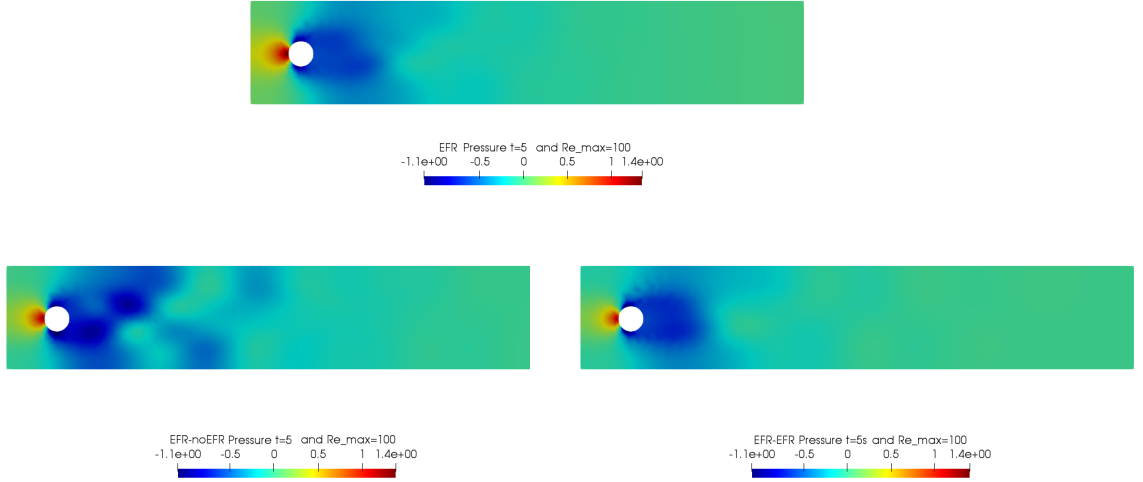 EFR Pressure t=5 and Re_max=100
-1.1e+00 -0.5 0 0.5 1 1.4e+00
EFR-noEFR Pressure t=5 and Re_max=100
-1.1e+00 -0.5 0 0.5 1 1.4e+00
EFR-EFR Pressure t=5s and Re_max=100
-1.1e+00 -0.5 0 0.5 1 1.4e+00